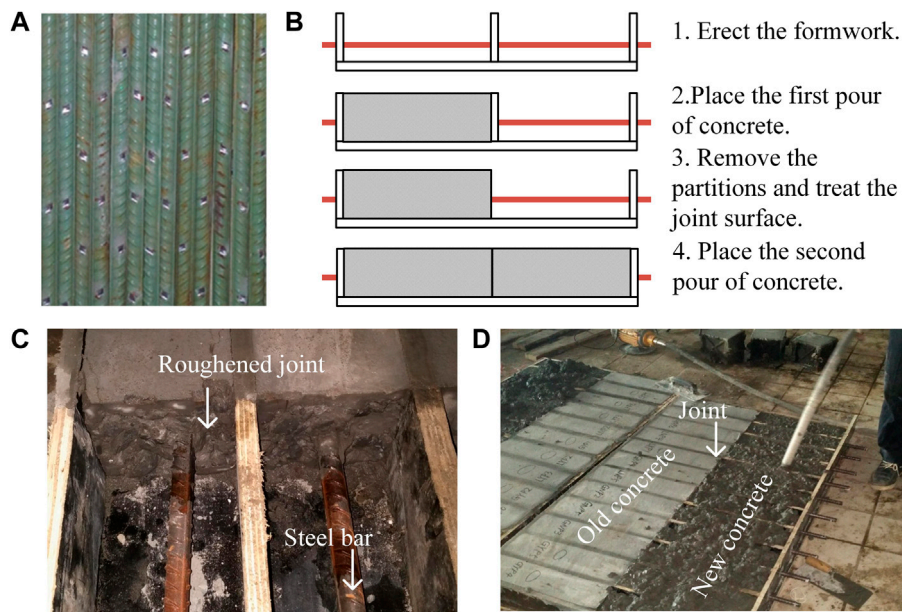 A
B
1. Erect the formwork.
2.Place the first pour
of concrete.
3. Remove the
partitions and treat the
joint surface.
4. Place the second
pour of concrete.
C
Roughened joint
Steel bar
D
Joint
Old concrete
New concrete